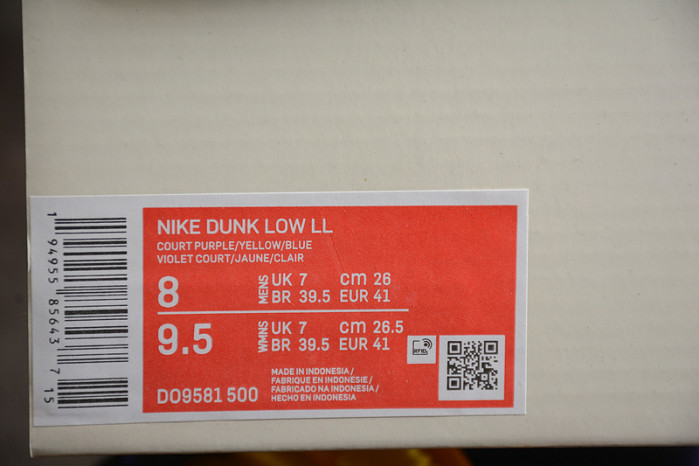 1 94955 85643 7 15
NIKE DUNK LOW LL
COURT PURPLE/YELLOW/BLUE
VIOLET COURT/JAUNE/CLAIR
8 MENS UK 7 cm 26
BR 39.5 EUR 41
9.5 WMNS UK 7 cm 26.5
BR 39.5 EUR 41
RFID
MADE IN INDONESIA /
FABRIQUE EN INDONESIE /
FABRICADO NA INDONESIA /
HECHO EN INDONESIA
DO9581 500